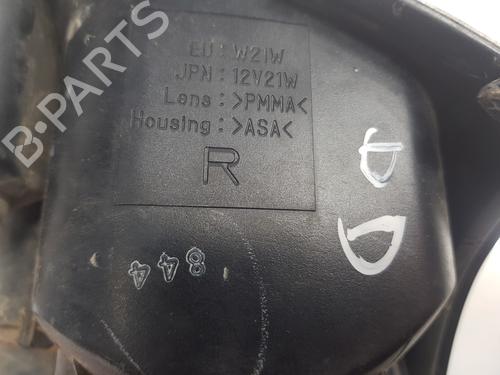 B-PARTS
EU : W21W
JPN : 12V21W
Lens : >PMMA<
Housing : >ASA<
R
844